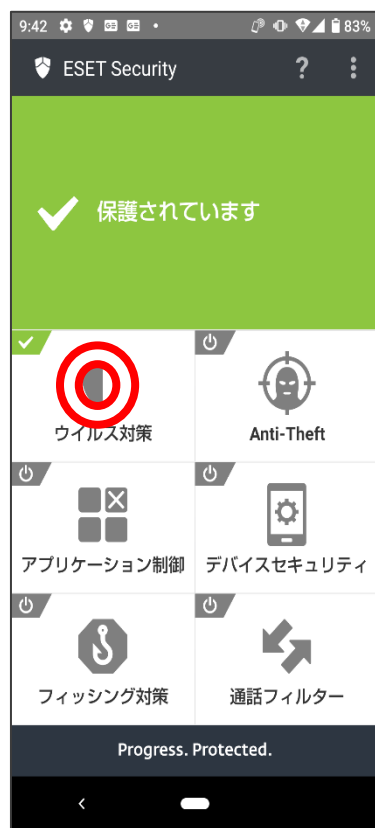 9:42 83%
ESET Security ?
保護されています
ウイルス対策 Anti-Theft
アプリケーション制御 デバイスセキュリティ
フィッシング対策 通話フィルター
Progress. Protected.